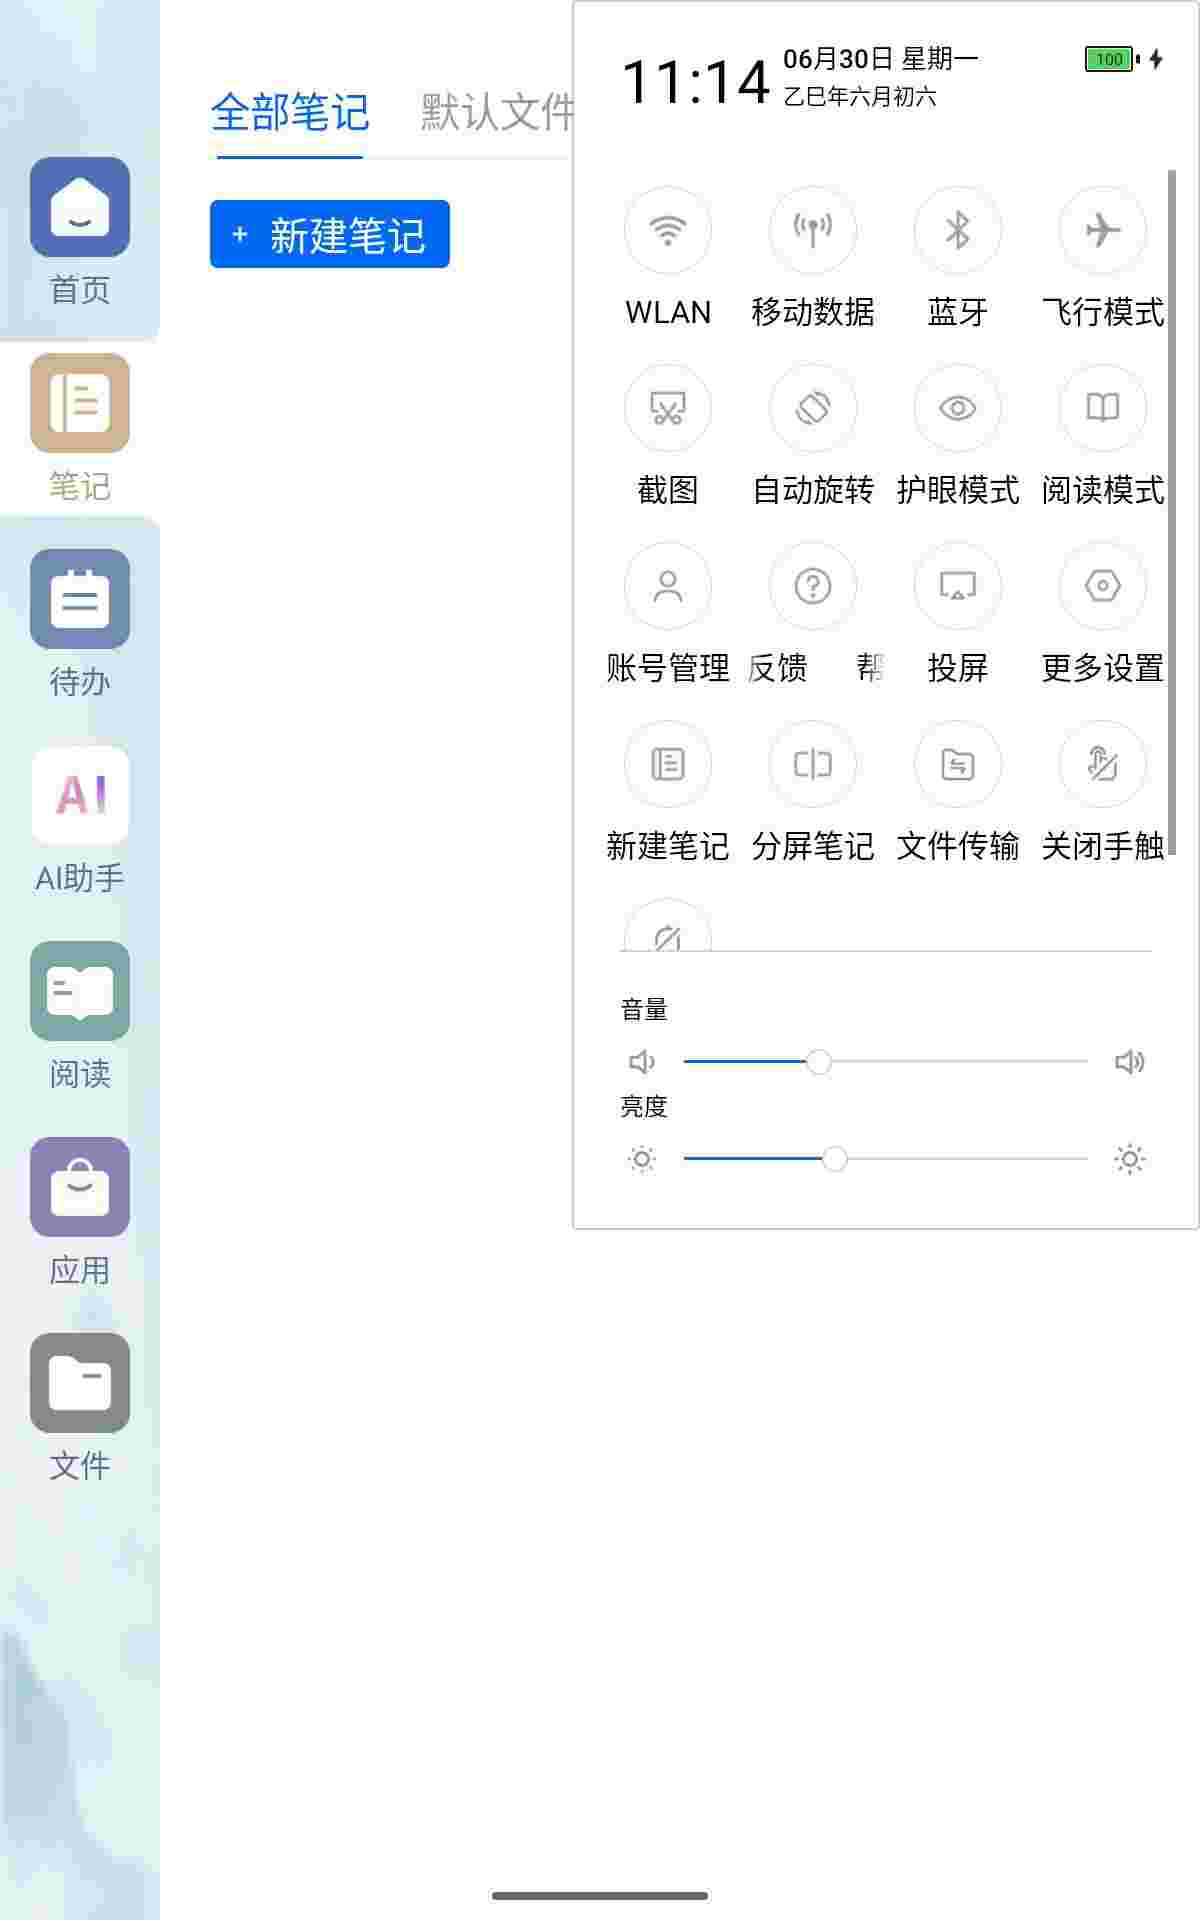 11:14
06月30日 星期一
乙巳年六月初六
100
全部笔记
默认文件
+ 新建笔记
首页
笔记
待办
AI
AI助手
阅读
应用
文件
WLAN 移动数据 蓝牙 飞行模式
截图 自动旋转 护眼模式 阅读模式
账号管理 反馈 帮 投屏 更多设置
新建笔记 分屏笔记 文件传输 关闭手触
音量
亮度